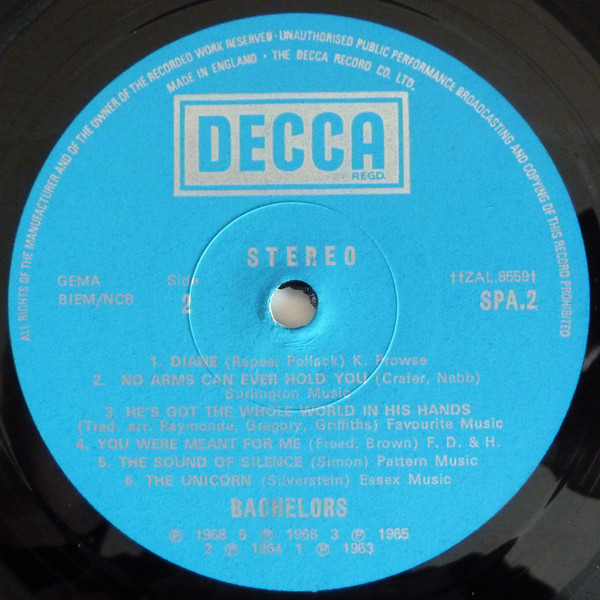 ALL RIGHTS OF THE MANUFACTURER AND OF THE OWNER OF THE RECORDED WORK RESERVED · UNAUTHORISED PUBLIC PERFORMANCE BROADCASTING AND COPYING OF THIS RECORD PROHIBITED
MADE IN ENGLAND · THE DECCA RECORD CO. LTD.
DECCA
REGD.
STEREO
GEMA Side ††ZAL.8559†
BIEM/NCB 2 SPA.2
1. DIANE (Rapee, Pollack) K. Prowse
2. NO ARMS CAN EVER HOLD YOU (Crafer, Nebb)
Burlington Music
3. HE'S GOT THE WHOLE WORLD IN HIS HANDS
(Trad. arr. Raymonde, Gregory, Griffiths) Favourite Music
4. YOU WERE MEANT FOR ME (Freed, Brown) F. D. & H.
5. THE SOUND OF SILENCE (Simon) Pattern Music
6. THE UNICORN (Silverstein) Essex Music
BACHELORS
℗ 1968 5 ℗ 1966 3 ℗ 1965
2 ℗ 1964 1 ℗ 1963